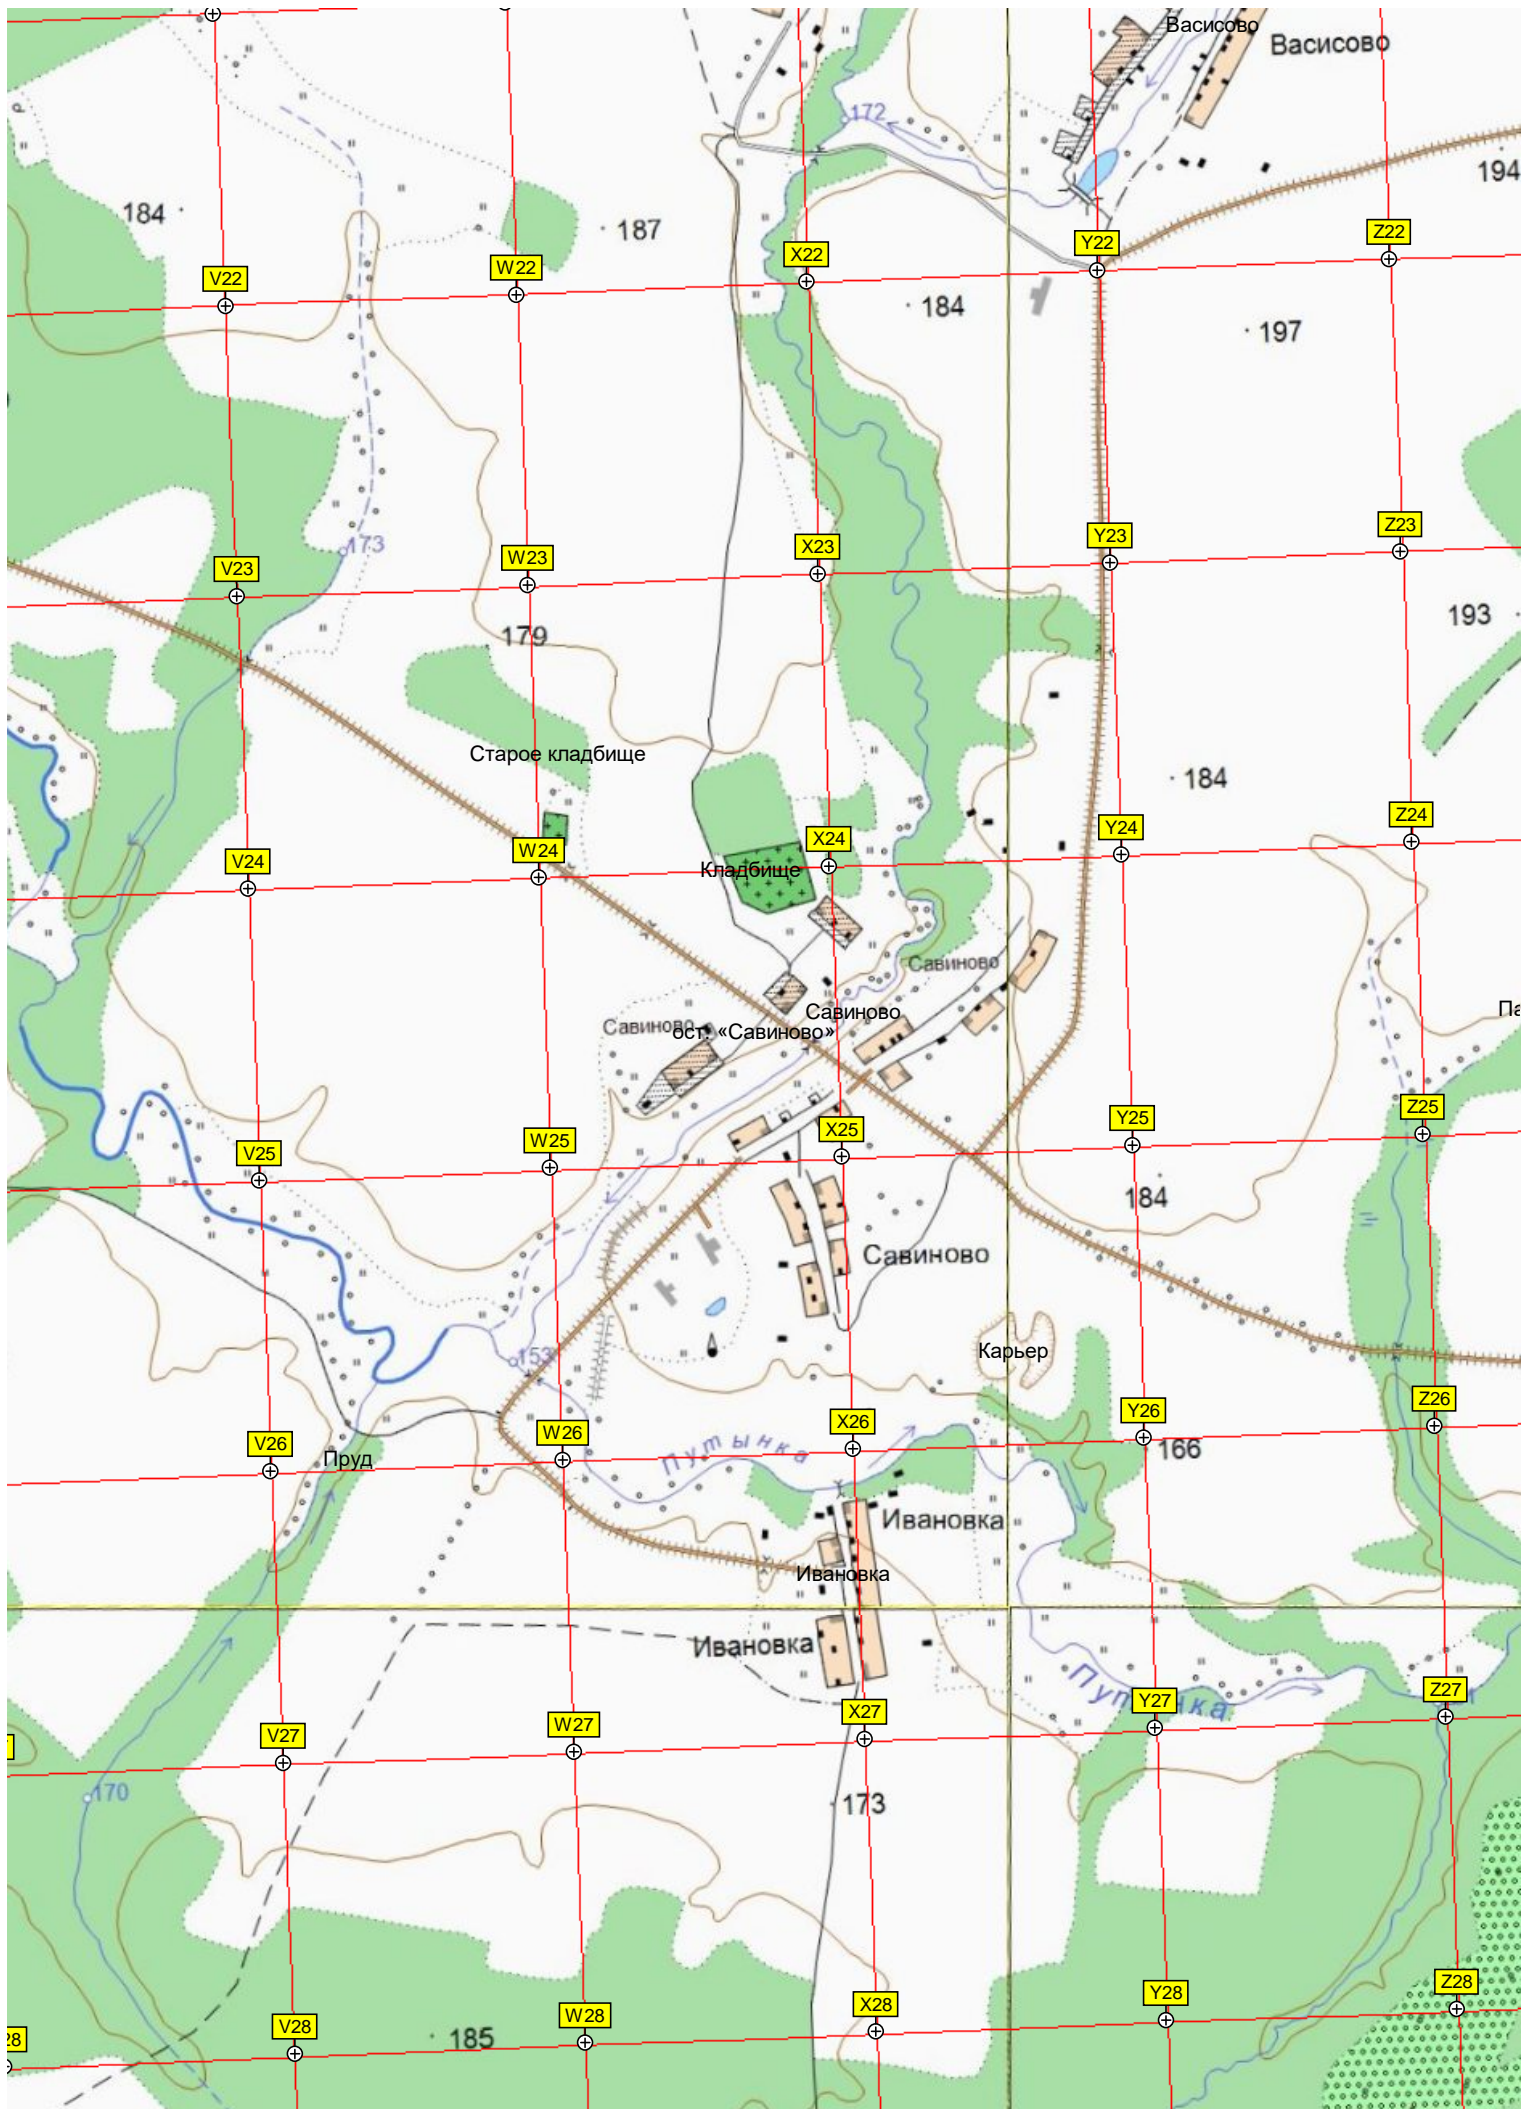 Васисово
Васисово
172
194
184
187
Y22
Z22
X22
W22
V22
184
197
173
Z23
Y23
X23
W23
V23
193
179
Старое кладбище
184
Z24
Y24
X24
W24
V24
Кладбище
Савиново
Савиново
Савиново
ост. «Савиново»
Па
Z25
Y25
X25
W25
V25
184
Савиново
Карьер
153
Z26
Y26
X26
W26
V26
166
Путынка
Пруд
Ивановка
Ивановка
Ивановка
Путынка
Z27
Y27
X27
W27
V27
170
173
Z28
Y28
X28
W28
V28
28
185